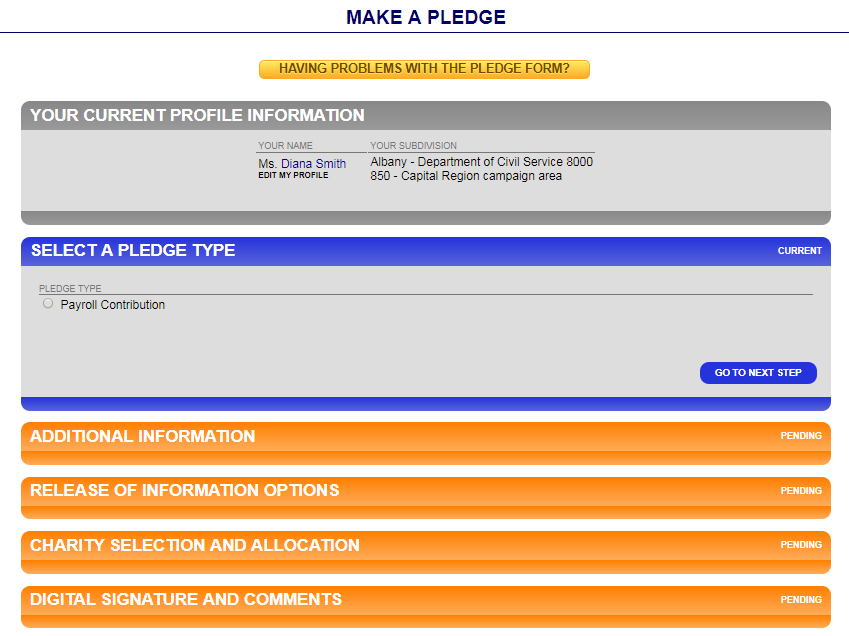 MAKE A PLEDGE
HAVING PROBLEMS WITH THE PLEDGE FORM?
YOUR CURRENT PROFILE INFORMATION
YOUR NAME YOUR SUBDIVISION
Ms. Diana Smith Albany - Department of Civil Service 8000
EDIT MY PROFILE 850 - Capital Region campaign area
SELECT A PLEDGE TYPE CURRENT
PLEDGE TYPE
Payroll Contribution
GO TO NEXT STEP
ADDITIONAL INFORMATION PENDING
RELEASE OF INFORMATION OPTIONS PENDING
CHARITY SELECTION AND ALLOCATION PENDING
DIGITAL SIGNATURE AND COMMENTS PENDING